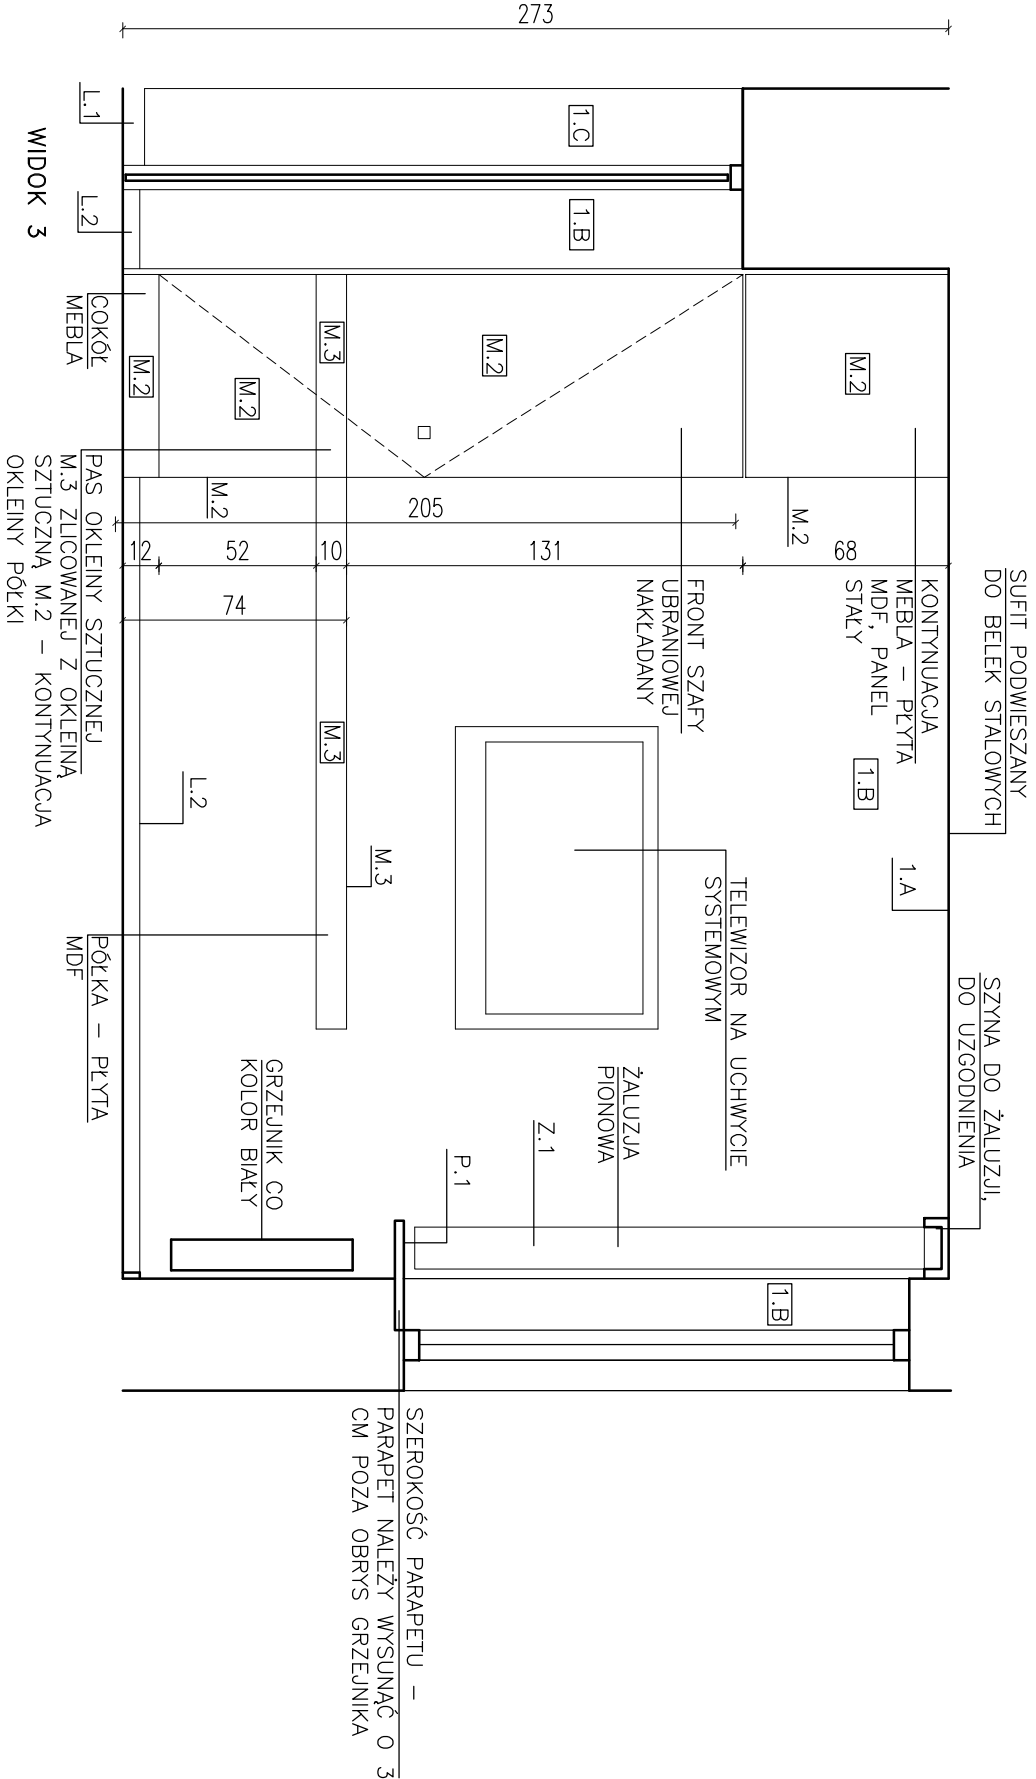 SUFIT PODWIESZANY
DO BELEK STALOWYCH
SZYNA DO ŻALUZJI,
DO UZGODNIENIA
KONTYNUACJA
MEBLA – PŁYTA
MDF, PANEL
STAŁY
1.A
1.B
M.2
68
M.2
1.B
273
1.C
1.B
M.2
FRONT SZAFY
UBRANIOWEJ
NAKŁADANY
TELEWIZOR NA UCHWYCIE
SYSTEMOWYM
ŻALUZJA
PIONOWA
Z.1
P.1
205
131
SZEROKOŚĆ PARAPETU –
PARAPET NALEŻY WYSUNĄĆ O 3
CM POZA OBRYS GRZEJNIKA
M.3
10
M.3
M.3
M.2
52
74
GRZEJNIK CO
KOLOR BIAŁY
M.2
L.2
M.2
12
L.1
L.2
COKÓŁ
MEBLA
PAS OKLEINY SZTUCZNEJ
M.3 ZLICOWANEJ Z OKLEINĄ
SZTUCZNĄ M.2 – KONTYNUACJA
OKLEINY PÓŁKI
PÓŁKA – PŁYTA
MDF
WIDOK 3